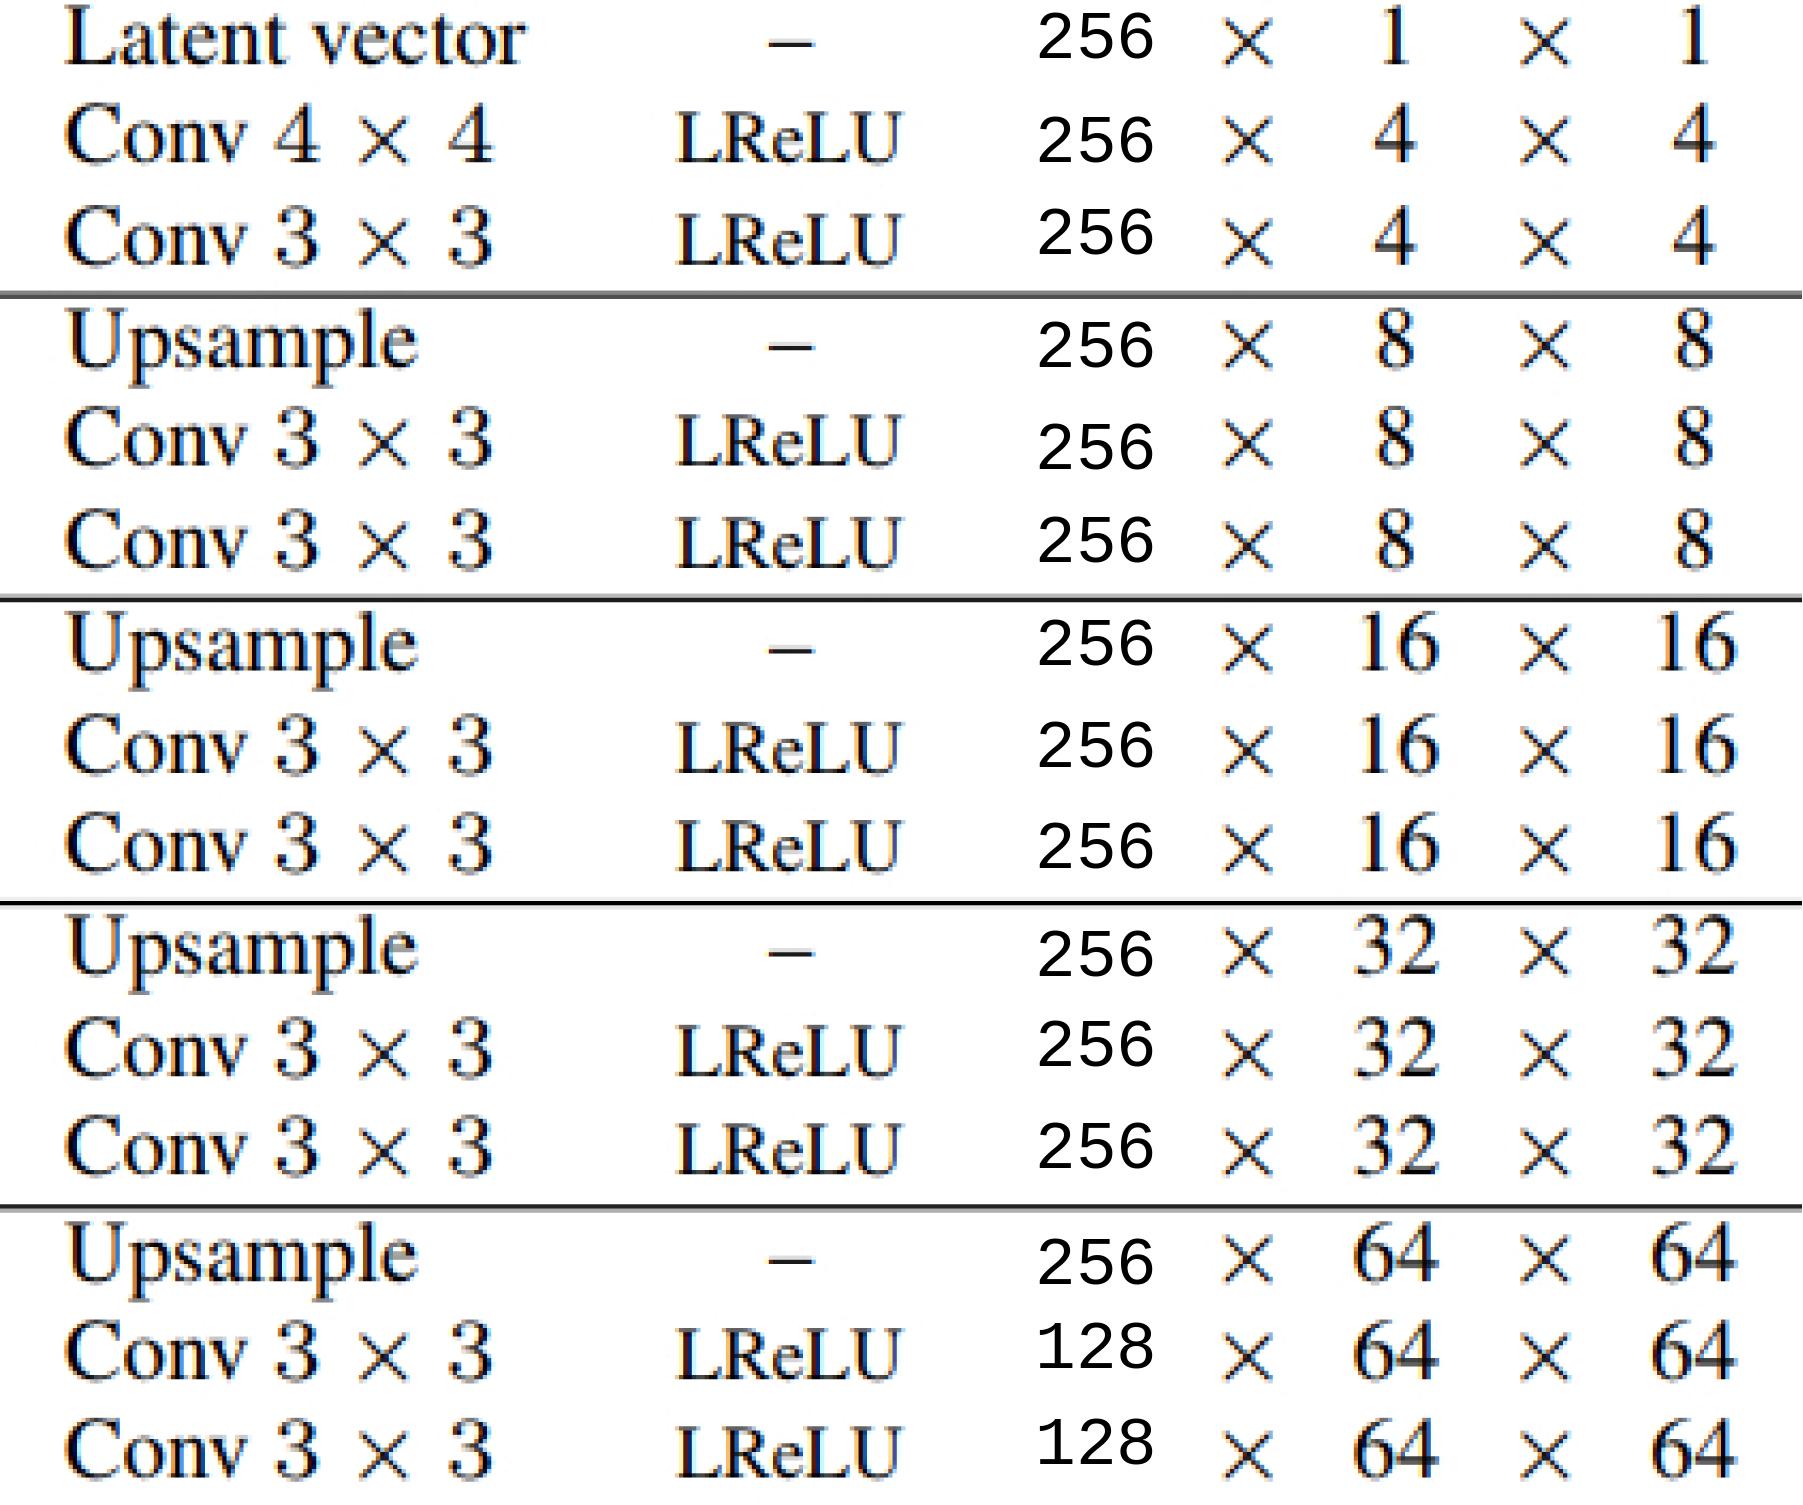 Latent vector – 256 × 1 × 1
Conv 4 × 4 LReLU 256 × 4 × 4
Conv 3 × 3 LReLU 256 × 4 × 4
Upsample – 256 × 8 × 8
Conv 3 × 3 LReLU 256 × 8 × 8
Conv 3 × 3 LReLU 256 × 8 × 8
Upsample – 256 × 16 × 16
Conv 3 × 3 LReLU 256 × 16 × 16
Conv 3 × 3 LReLU 256 × 16 × 16
Upsample – 256 × 32 × 32
Conv 3 × 3 LReLU 256 × 32 × 32
Conv 3 × 3 LReLU 256 × 32 × 32
Upsample – 256 × 64 × 64
Conv 3 × 3 LReLU 128 × 64 × 64
Conv 3 × 3 LReLU 128 × 64 × 64